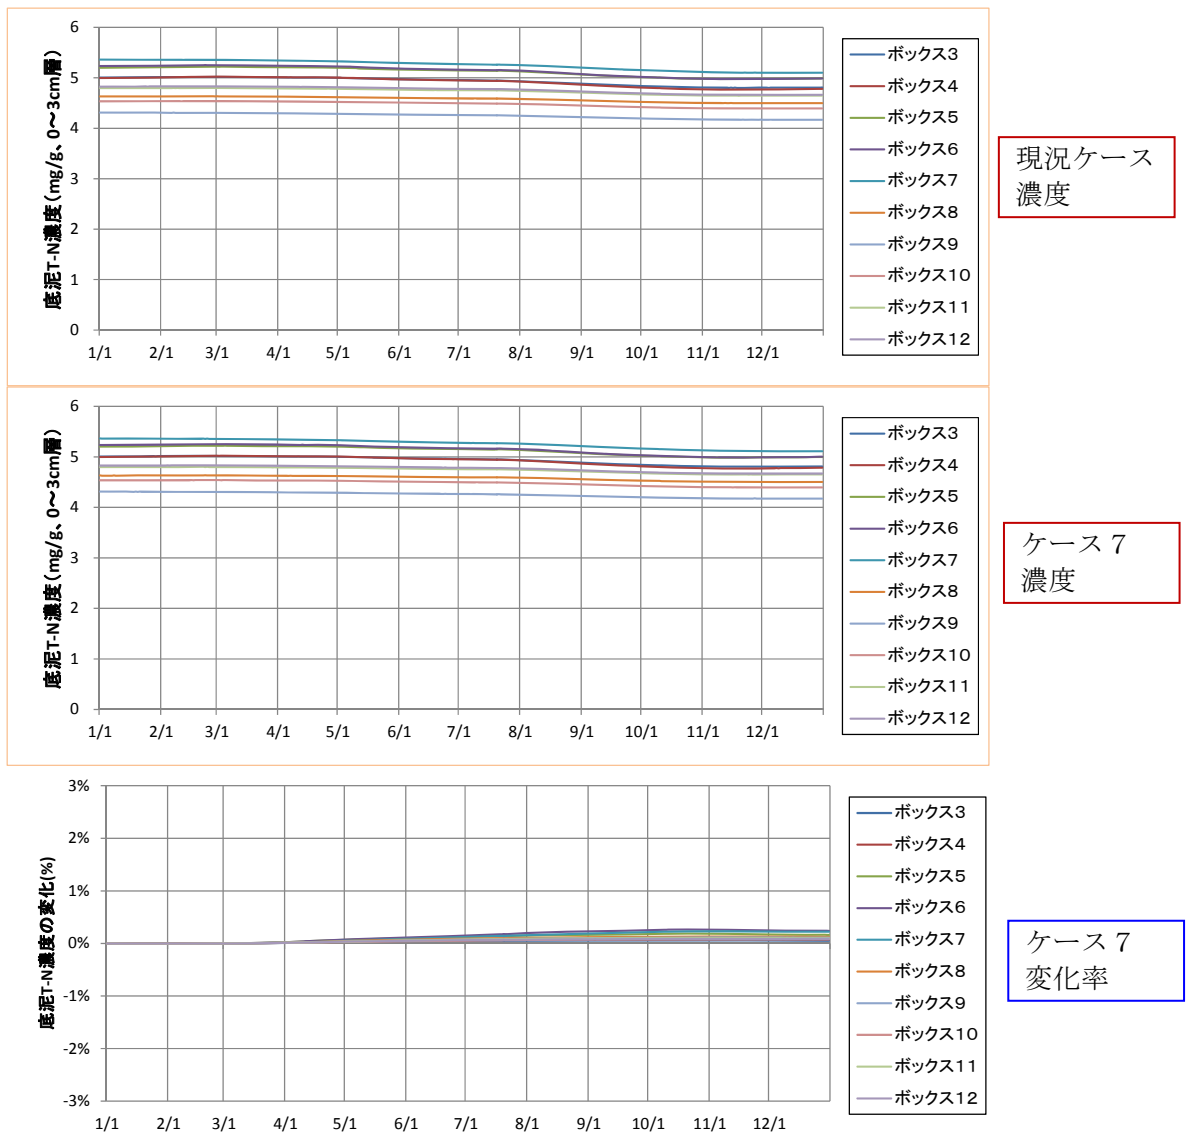 底泥T-N濃度(mg/g、0～3cm層)
6
5
4
3
2
1
0
1/1 2/1 3/1 4/1 5/1 6/1 7/1 8/1 9/1 10/1 11/1 12/1
ボックス3
ボックス4
ボックス5
ボックス6
ボックス7
ボックス8
ボックス9
ボックス10
ボックス11
ボックス12
現況ケース
濃度
底泥T-N濃度(mg/g、0～3cm層)
6
5
4
3
2
1
0
1/1 2/1 3/1 4/1 5/1 6/1 7/1 8/1 9/1 10/1 11/1 12/1
ボックス3
ボックス4
ボックス5
ボックス6
ボックス7
ボックス8
ボックス9
ボックス10
ボックス11
ボックス12
ケース７
濃度
底泥T-N濃度の変化(%)
3%
2%
1%
0%
-1%
-2%
-3%
1/1 2/1 3/1 4/1 5/1 6/1 7/1 8/1 9/1 10/1 11/1 12/1
ボックス3
ボックス4
ボックス5
ボックス6
ボックス7
ボックス8
ボックス9
ボックス10
ボックス11
ボックス12
ケース７
変化率